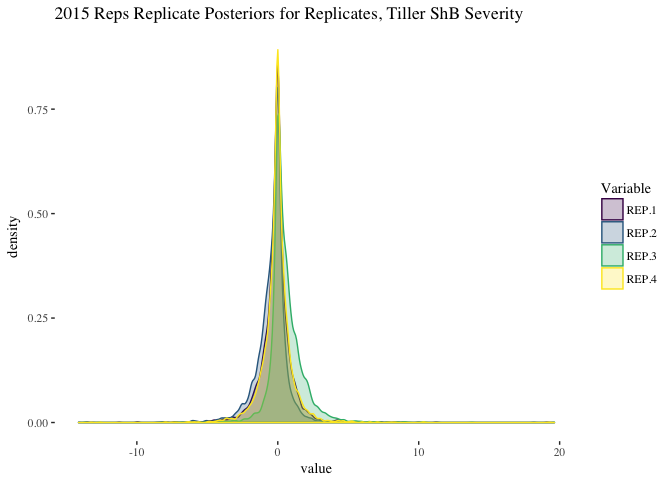 2015 Reps Replicate Posteriors for Replicates, Tiller ShB Severity
0.75
0.50
0.25
0.00
density
-10
0
10
20
value
Variable
REP.1
REP.2
REP.3
REP.4